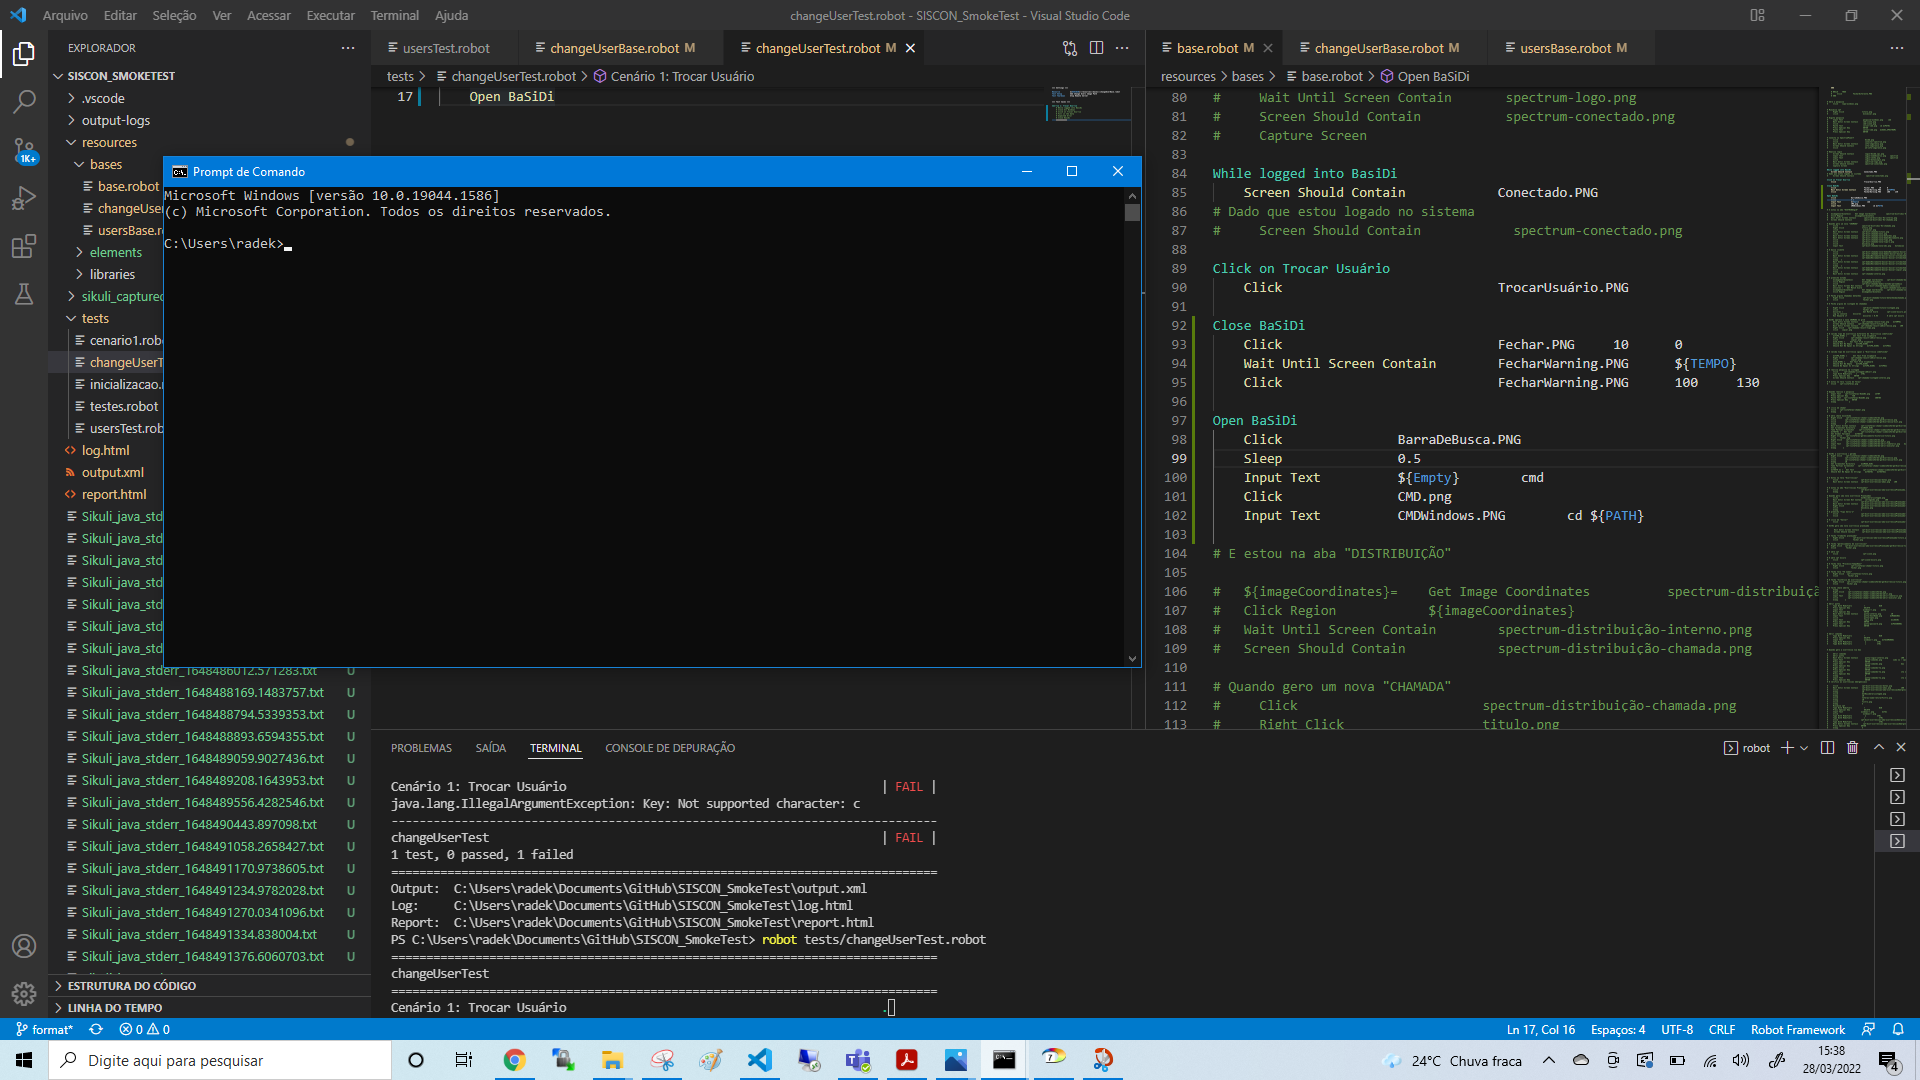 Arquivo Editar Seleção Ver Acessar Executar Terminal Ajuda
changeUserTest.robot - SISCON_SmokeTest - Visual Studio Code
EXPLORADOR
SISCON_SMOKETEST
.vscode
output-logs
resources
bases
base.robot
changeUse
usersBase.r
elements
libraries
sikuli_captured
tests
cenario1.rob
changeUserT
inicializacao.
testes.robot
usersTest.rob
log.html
output.xml
report.html
Sikuli_java_std
Sikuli_java_std
Sikuli_java_std
Sikuli_java_std
Sikuli_java_std
Sikuli_java_std
Sikuli_java_std
Sikuli_java_stderr_1648486012.571283.txt U
Sikuli_java_stderr_1648488169.1483757.txt U
Sikuli_java_stderr_1648488794.5339353.txt U
Sikuli_java_stderr_1648488893.6594355.txt U
Sikuli_java_stderr_1648489059.9027436.txt U
Sikuli_java_stderr_1648489208.1643953.txt U
Sikuli_java_stderr_1648489556.4282546.txt U
Sikuli_java_stderr_1648490443.897098.txt U
Sikuli_java_stderr_1648491058.2658427.txt U
Sikuli_java_stderr_1648491170.9738605.txt U
Sikuli_java_stderr_1648491234.9782028.txt U
Sikuli_java_stderr_1648491270.0341096.txt U
Sikuli_java_stderr_1648491334.838004.txt U
Sikuli_java_stderr_1648491376.6060703.txt U
ESTRUTURA DO CÓDIGO
LINHA DO TEMPO
1K+
usersTest.robot changeUserBase.robot M changeUserTest.robot M
tests > changeUserTest.robot > Cenário 1: Trocar Usuário
17 Open BaSiDi
Prompt de Comando
Microsoft Windows [versão 10.0.19044.1586]
(c) Microsoft Corporation. Todos os direitos reservados.
C:\Users\radek>
base.robot M changeUserBase.robot M usersBase.robot M
resources > bases > base.robot > Open BaSiDi
80 # Wait Until Screen Contain spectrum-logo.png
81 # Screen Should Contain spectrum-conectado.png
82 # Capture Screen
83
84 While logged into BasiDi
85 Screen Should Contain Conectado.PNG
86 # Dado que estou logado no sistema
87 # Screen Should Contain spectrum-conectado.png
88
89 Click on Trocar Usuário
90 Click TrocarUsuário.PNG
91
92 Close BaSiDi
93 Click Fechar.PNG 10 0
94 Wait Until Screen Contain FecharWarning.PNG ${TEMPO}
95 Click FecharWarning.PNG 100 130
96
97 Open BaSiDi
98 Click BarraDeBusca.PNG
99 Sleep 0.5
100 Input Text ${Empty} cmd
101 Click CMD.png
102 Input Text CMDWindows.PNG cd ${PATH}
103
104 # E estou na aba "DISTRIBUIÇÃO"
105
106 # ${imageCoordinates}= Get Image Coordinates spectrum-distribuiçã
107 # Click Region ${imageCoordinates}
108 # Wait Until Screen Contain spectrum-distribuição-interno.png
109 # Screen Should Contain spectrum-distribuição-chamada.png
110
111 # Quando gero um nova "CHAMADA"
112 # Click spectrum-distribuição-chamada.png
113 # Right Click titulo.png
PROBLEMAS SAÍDA TERMINAL CONSOLE DE DEPURAÇÃO
robot
Cenário 1: Trocar Usuário | FAIL |
java.lang.IllegalArgumentException: Key: Not supported character: c
------------------------------------------------------------------------------
changeUserTest | FAIL |
1 test, 0 passed, 1 failed
==============================================================================
Output: C:\Users\radek\Documents\GitHub\SISCON_SmokeTest\output.xml
Log: C:\Users\radek\Documents\GitHub\SISCON_SmokeTest\log.html
Report: C:\Users\radek\Documents\GitHub\SISCON_SmokeTest\report.html
PS C:\Users\radek\Documents\GitHub\SISCON_SmokeTest> robot tests/changeUserTest.robot
==============================================================================
changeUserTest
==============================================================================
Cenário 1: Trocar Usuário .
format* 0 0
Ln 17, Col 16 Espaços: 4 UTF-8 CRLF Robot Framework
Digite aqui para pesquisar
24°C Chuva fraca
15:38
28/03/2022
4